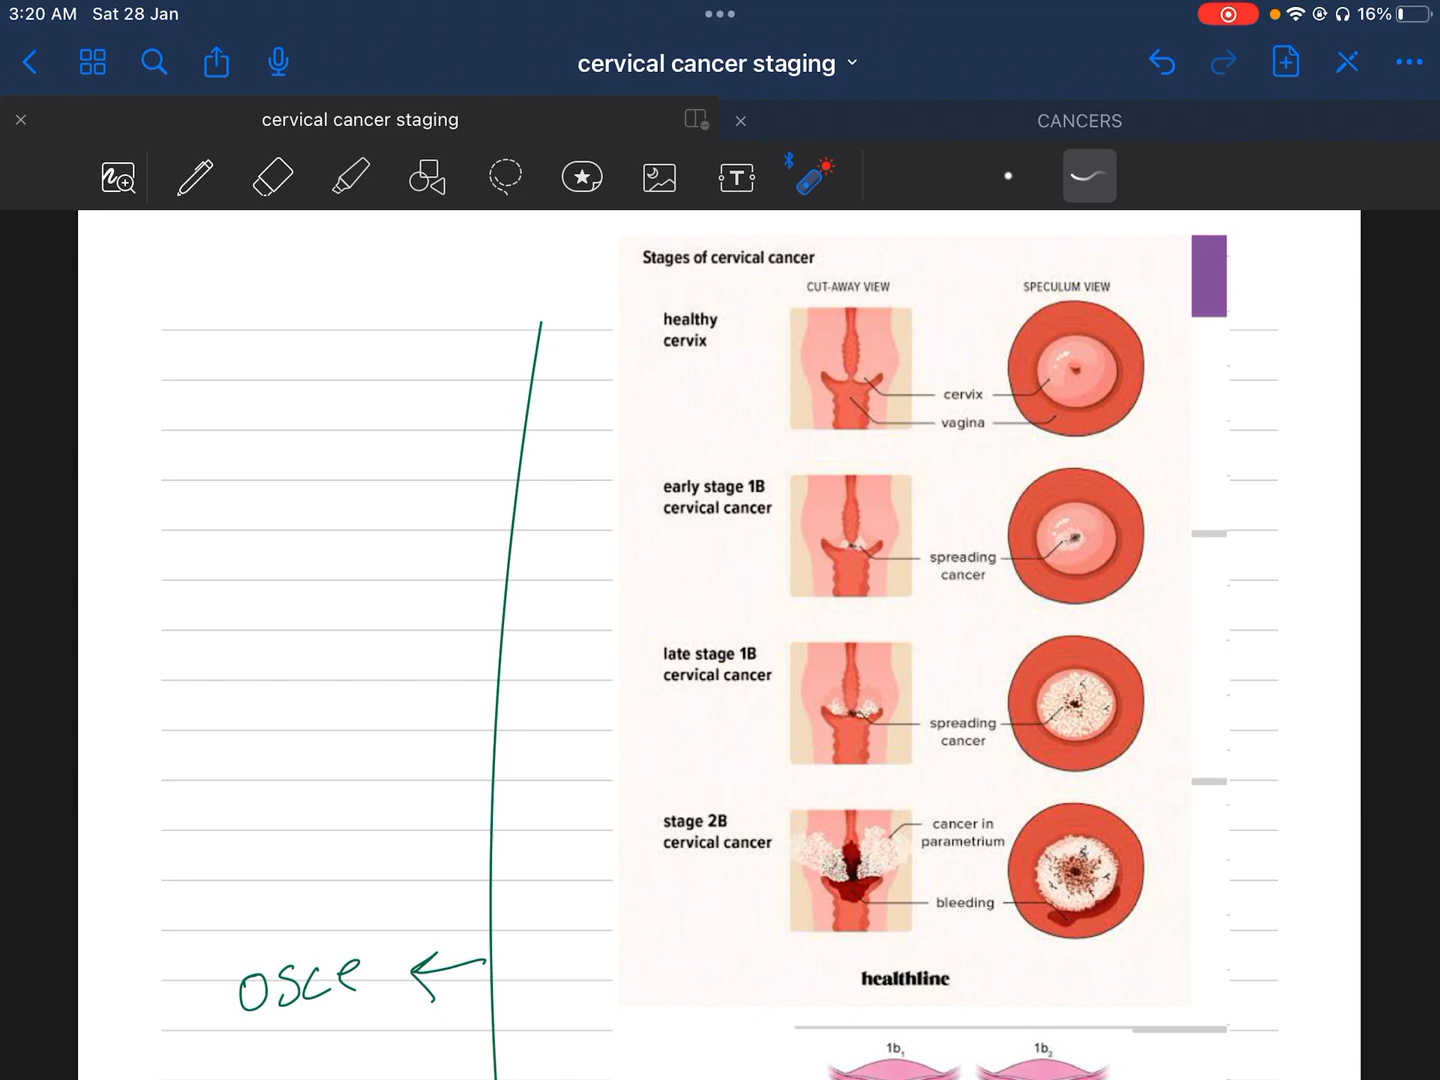 3:20 AM Sat 28 Jan
16%
cervical cancer staging
cervical cancer staging
CANCERS
T
Stages of cervical cancer
CUT-AWAY VIEW SPECULUM VIEW
healthy
cervix
cervix
vagina
early stage 1B
cervical cancer
spreading
cancer
late stage 1B
cervical cancer
spreading
cancer
stage 2B
cervical cancer
cancer in
parametrium
bleeding
osce
healthline
1b₁ 1b₂